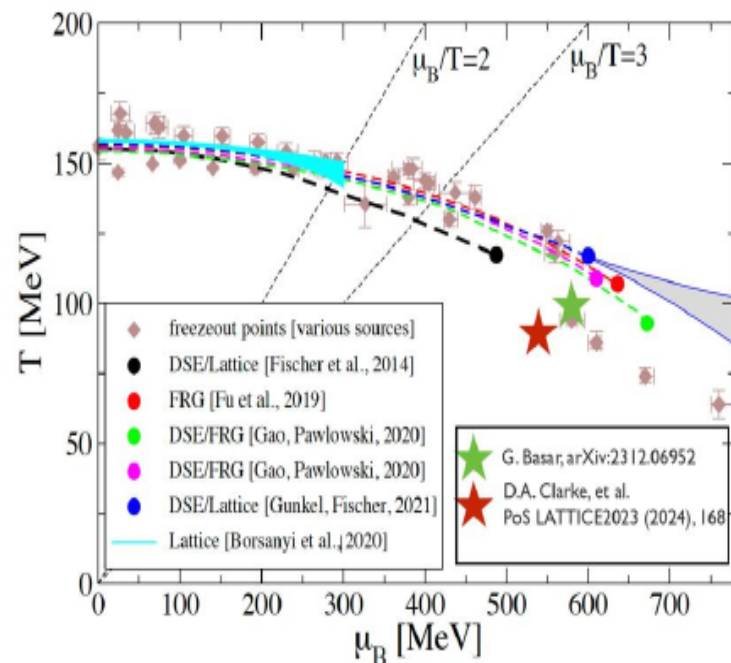 200
150
100
50
0
T [MeV]
μB/T=2
μB/T=3
freezeout points [various sources]
DSE/Lattice [Fischer et al., 2014]
FRG [Fu et al., 2019]
DSE/FRG [Gao, Pawlowski, 2020]
DSE/FRG [Gao, Pawlowski, 2020]
DSE/Lattice [Gunkel, Fischer, 2021]
Lattice [Borsanyi et al., 2020]
G. Basar, arXiv:2312.06952
D.A. Clarke, et al.
PoS LATTICE2023 (2024), 168
0 100 200 300 400 500 600 700
μB [MeV]